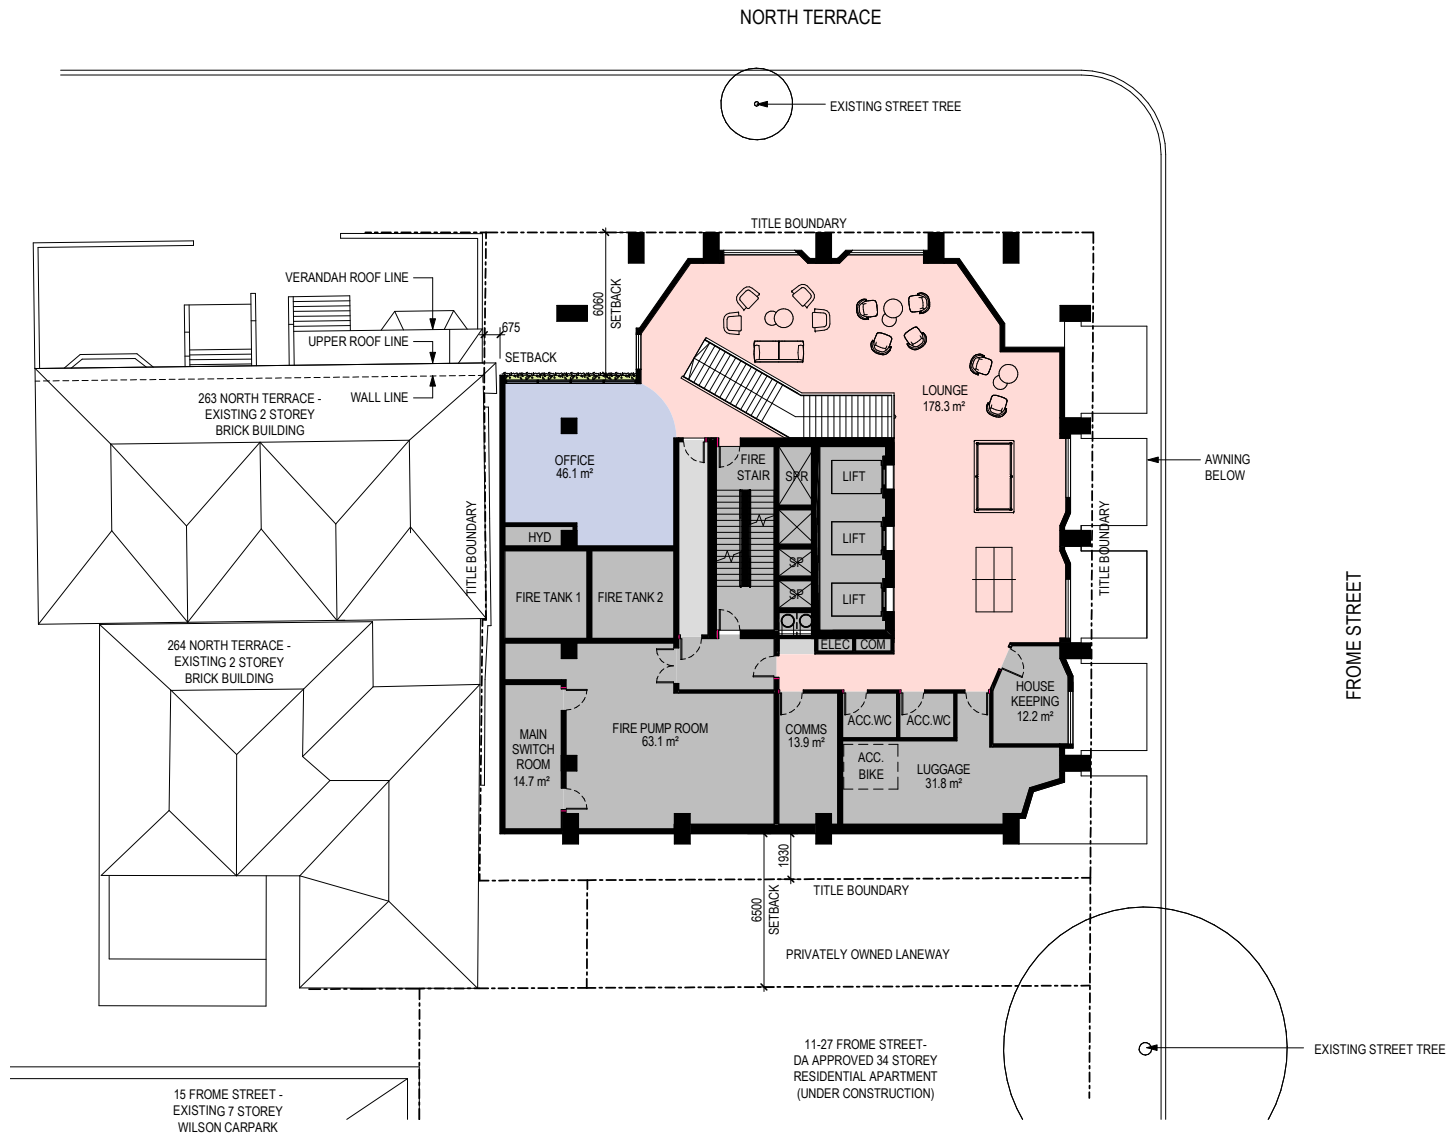 NORTH TERRACE
EXISTING STREET TREE
TITLE BOUNDARY
VERANDAH ROOF LINE
6060
SETBACK
675
UPPER ROOF LINE
SETBACK
WALL LINE
263 NORTH TERRACE -
EXISTING 2 STOREY
BRICK BUILDING
LOUNGE
178.3 m²
OFFICE
46.1 m²
FIRE
STAIR
SPR
LIFT
AWNING
BELOW
TITLE BOUNDARY
TITLE BOUNDARY
HYD
LIFT
SP
SP
LIFT
FIRE TANK 1
FIRE TANK 2
FROME STREET
264 NORTH TERRACE -
EXISTING 2 STOREY
BRICK BUILDING
ELEC
COM
HOUSE
KEEPING
12.2 m²
MAIN
SWITCH
ROOM
14.7 m²
FIRE PUMP ROOM
63.1 m²
COMMS
13.9 m²
ACC.WC
ACC.WC
ACC.
BIKE
LUGGAGE
31.8 m²
1930
6500
SETBACK
TITLE BOUNDARY
PRIVATELY OWNED LANEWAY
11-27 FROME STREET-
DA APPROVED 34 STOREY
RESIDENTIAL APARTMENT
(UNDER CONSTRUCTION)
EXISTING STREET TREE
15 FROME STREET -
EXISTING 7 STOREY
WILSON CARPARK